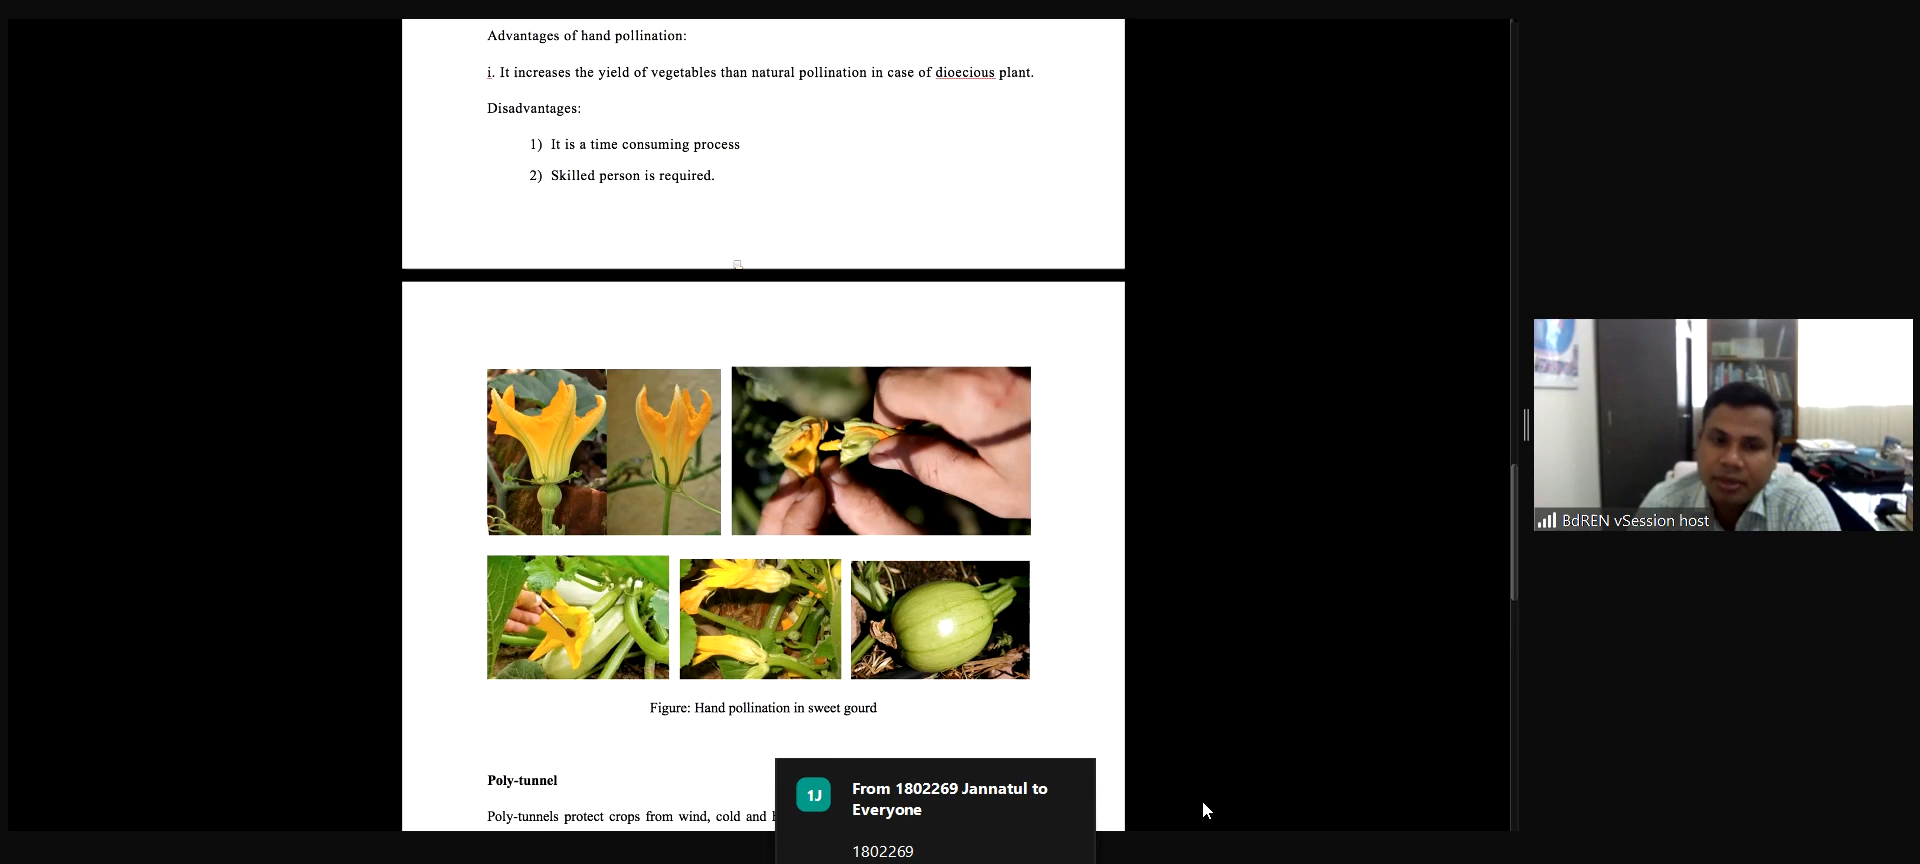 Advantages of hand pollination:
i. It increases the yield of vegetables than natural pollination in case of dioecious plant.
Disadvantages:
1) It is a time consuming process
2) Skilled person is required.
Figure: Hand pollination in sweet gourd
Poly-tunnel
Poly-tunnels protect crops from wind, cold and
BdREN vSession host
1J
From 1802269 Jannatul to
Everyone
1802269